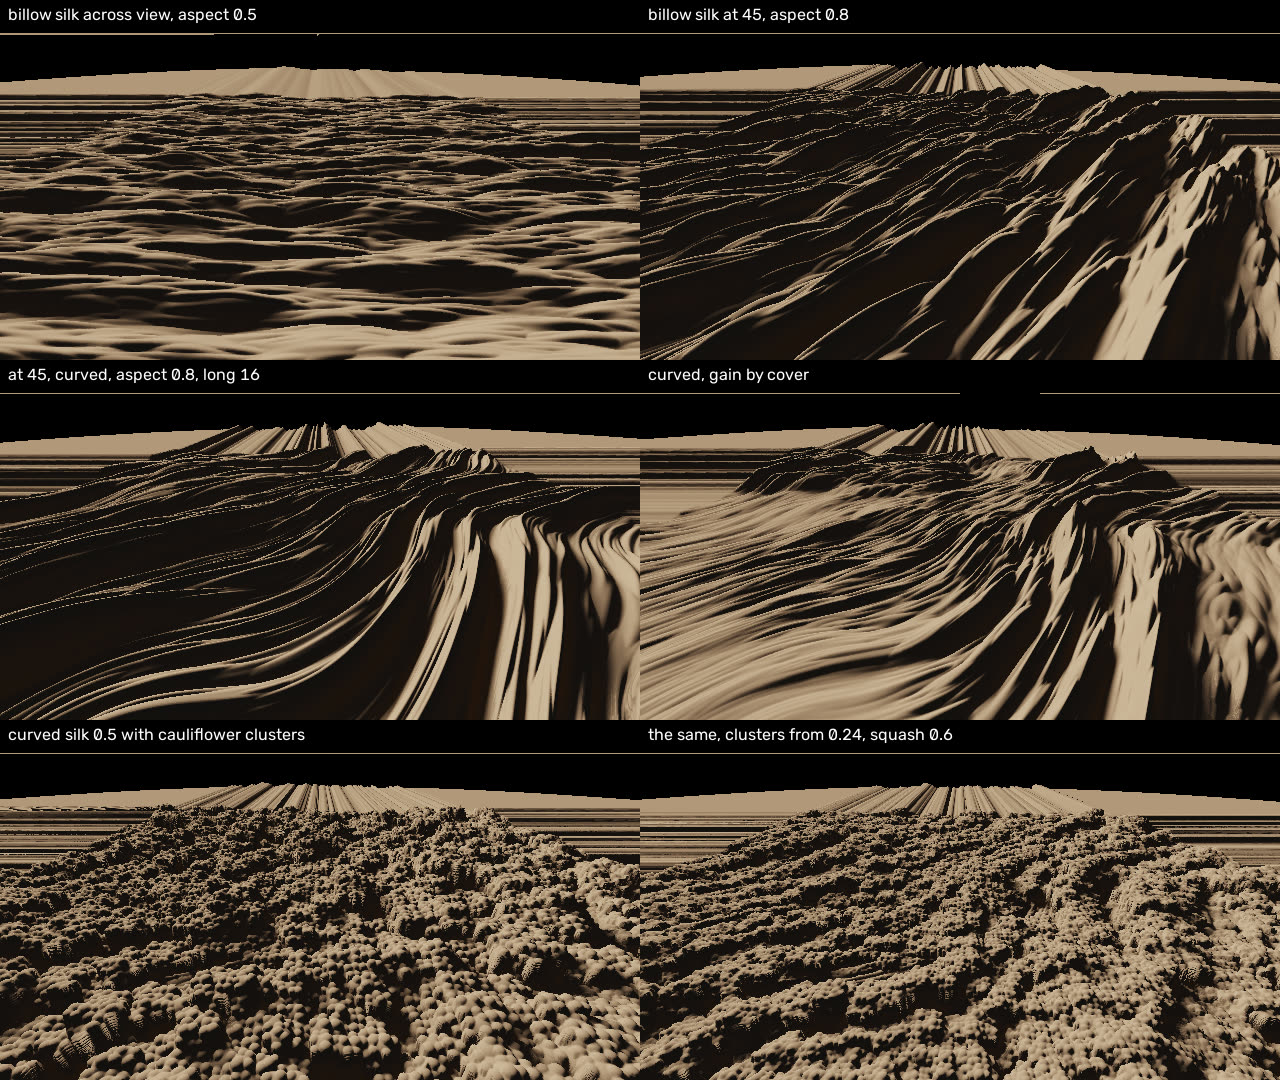 billow silk across view, aspect 0.5
billow silk at 45, aspect 0.8
at 45, curved, aspect 0.8, long 16
curved, gain by cover
curved silk 0.5 with cauliflower clusters
the same, clusters from 0.24, squash 0.6